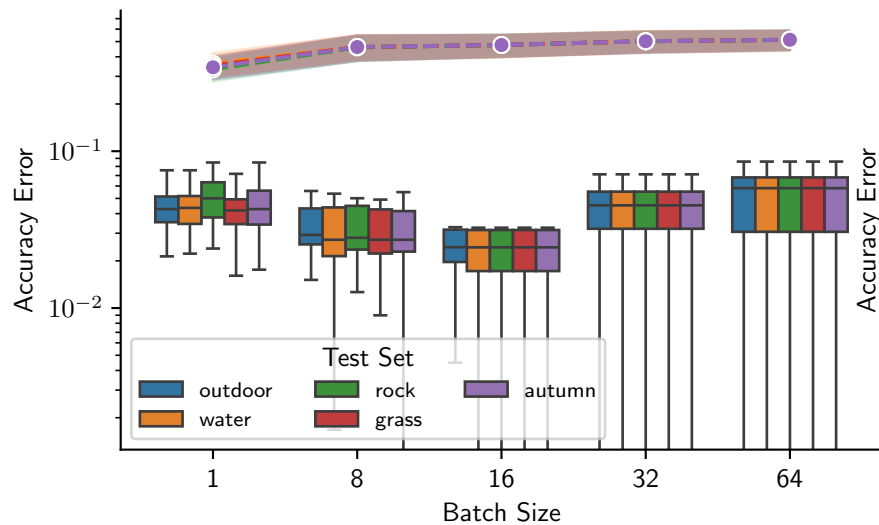 Accuracy Error
10⁻¹
10⁻²
Test Set
outdoor
rock
autumn
water
grass
1 8 16 32 64
Batch Size
Accuracy Error